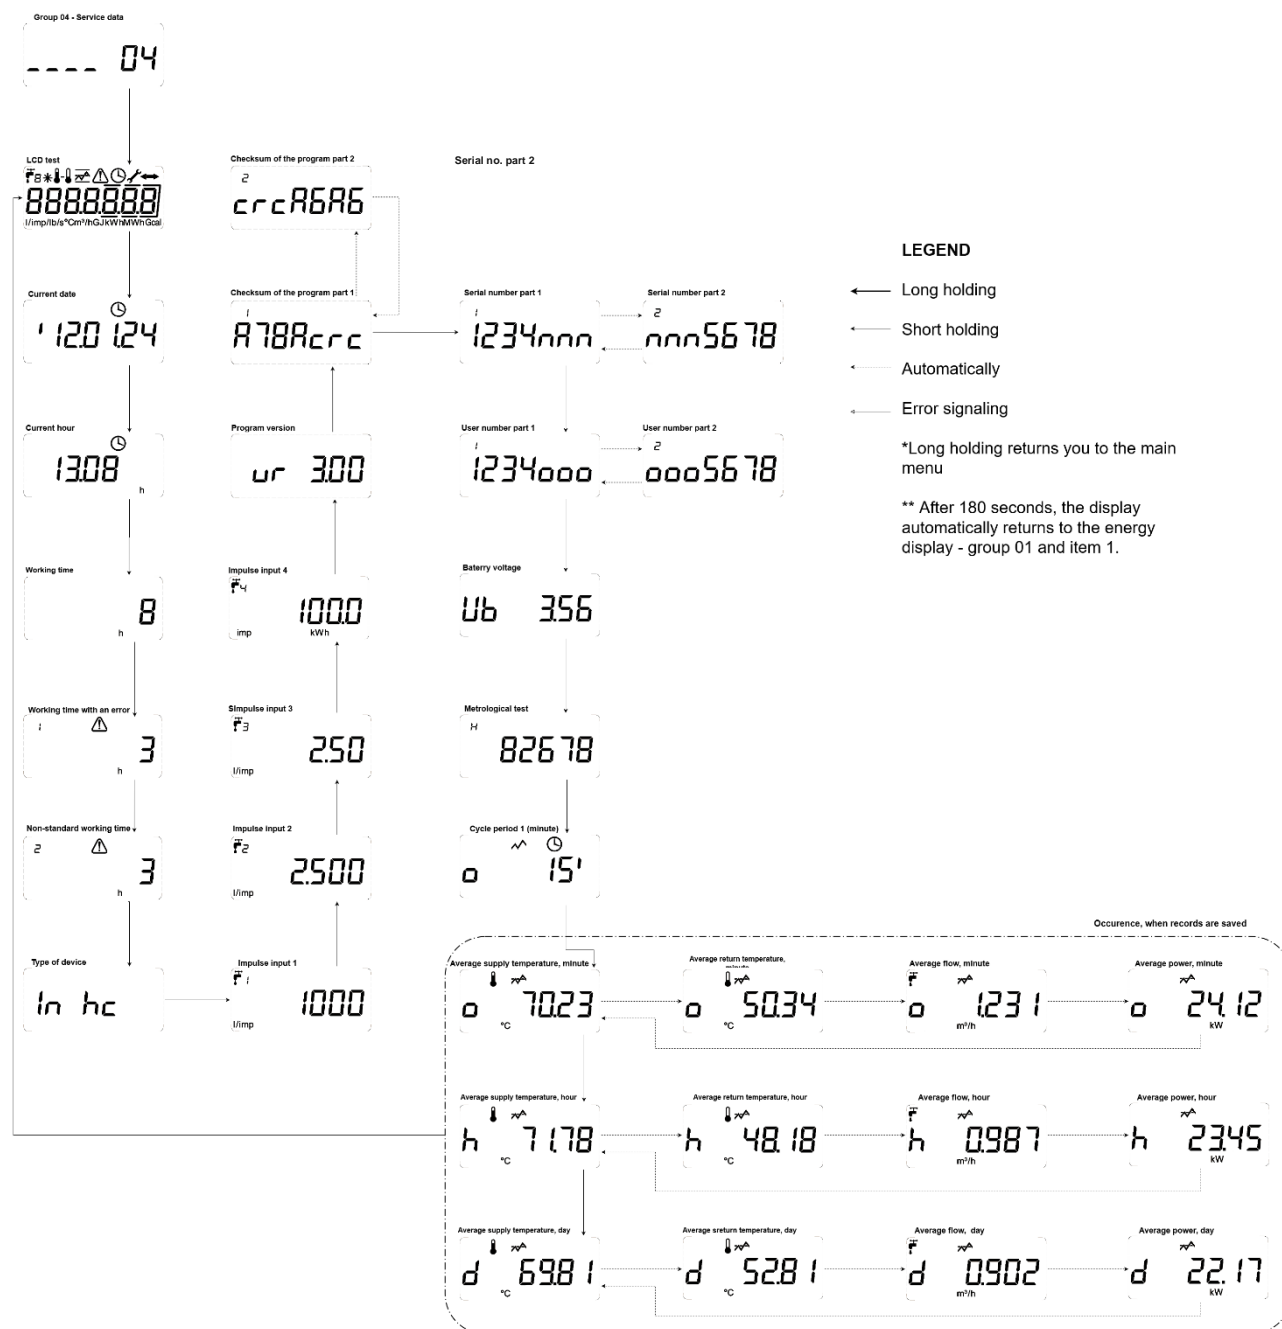 Group 04 - Service data
_ _ _ _ 04
LCD test
8
888.8.8.8.8
l/imp/lb/s°Cm³/hGJkWhMWhGcal
Current date
'12.01.24
Current hour
13.08
h
Working time
8
h
Working time with an error
1
3
h
Non-standard working time
2
3
h
Type of device
In hc
Checksum of the program part 2
2
crcA6A6
Checksum of the program part 1
1
A78Acrc
Program version
ur 3.00
Impulse input 4
4
100.0
imp kWh
SImpulse input 3
3
2.50
l/imp
Impulse input 2
2
2.500
l/imp
Impulse input 1
1
1000
l/imp
Serial no. part 2
Serial number part 1
1
1234nnn
Serial number part 2
2
nnn5678
User number part 1
1
1234ooo
User number part 2
2
ooo5678
Baterry voltage
Ub 3.56
Metrological test
H
82678
Cycle period 1 (minute)
o 15'
LEGEND
Long holding
Short holding
Automatically
Error signaling
*Long holding returns you to the main
menu
** After 180 seconds, the display
automatically returns to the energy
display - group 01 and item 1.
Occurence, when records are saved
Average supply temperature, minute
o 70.23
°C
Average return temperature,
o 50.34
°C
Average flow, minute
o 1.231
m³/h
Average power, minute
o 24.12
kW
Average supply temperature, hour
h 71.78
°C
Average return temperature, hour
h 48.18
°C
Average flow, hour
h 0.987
m³/h
Average power, hour
h 23.45
kW
Average supply temperature, day
d 69.81
°C
Average sreturn temperature, day
d 52.81
°C
Average flow, day
d 0.902
m³/h
Average power, day
d 22.17
kW